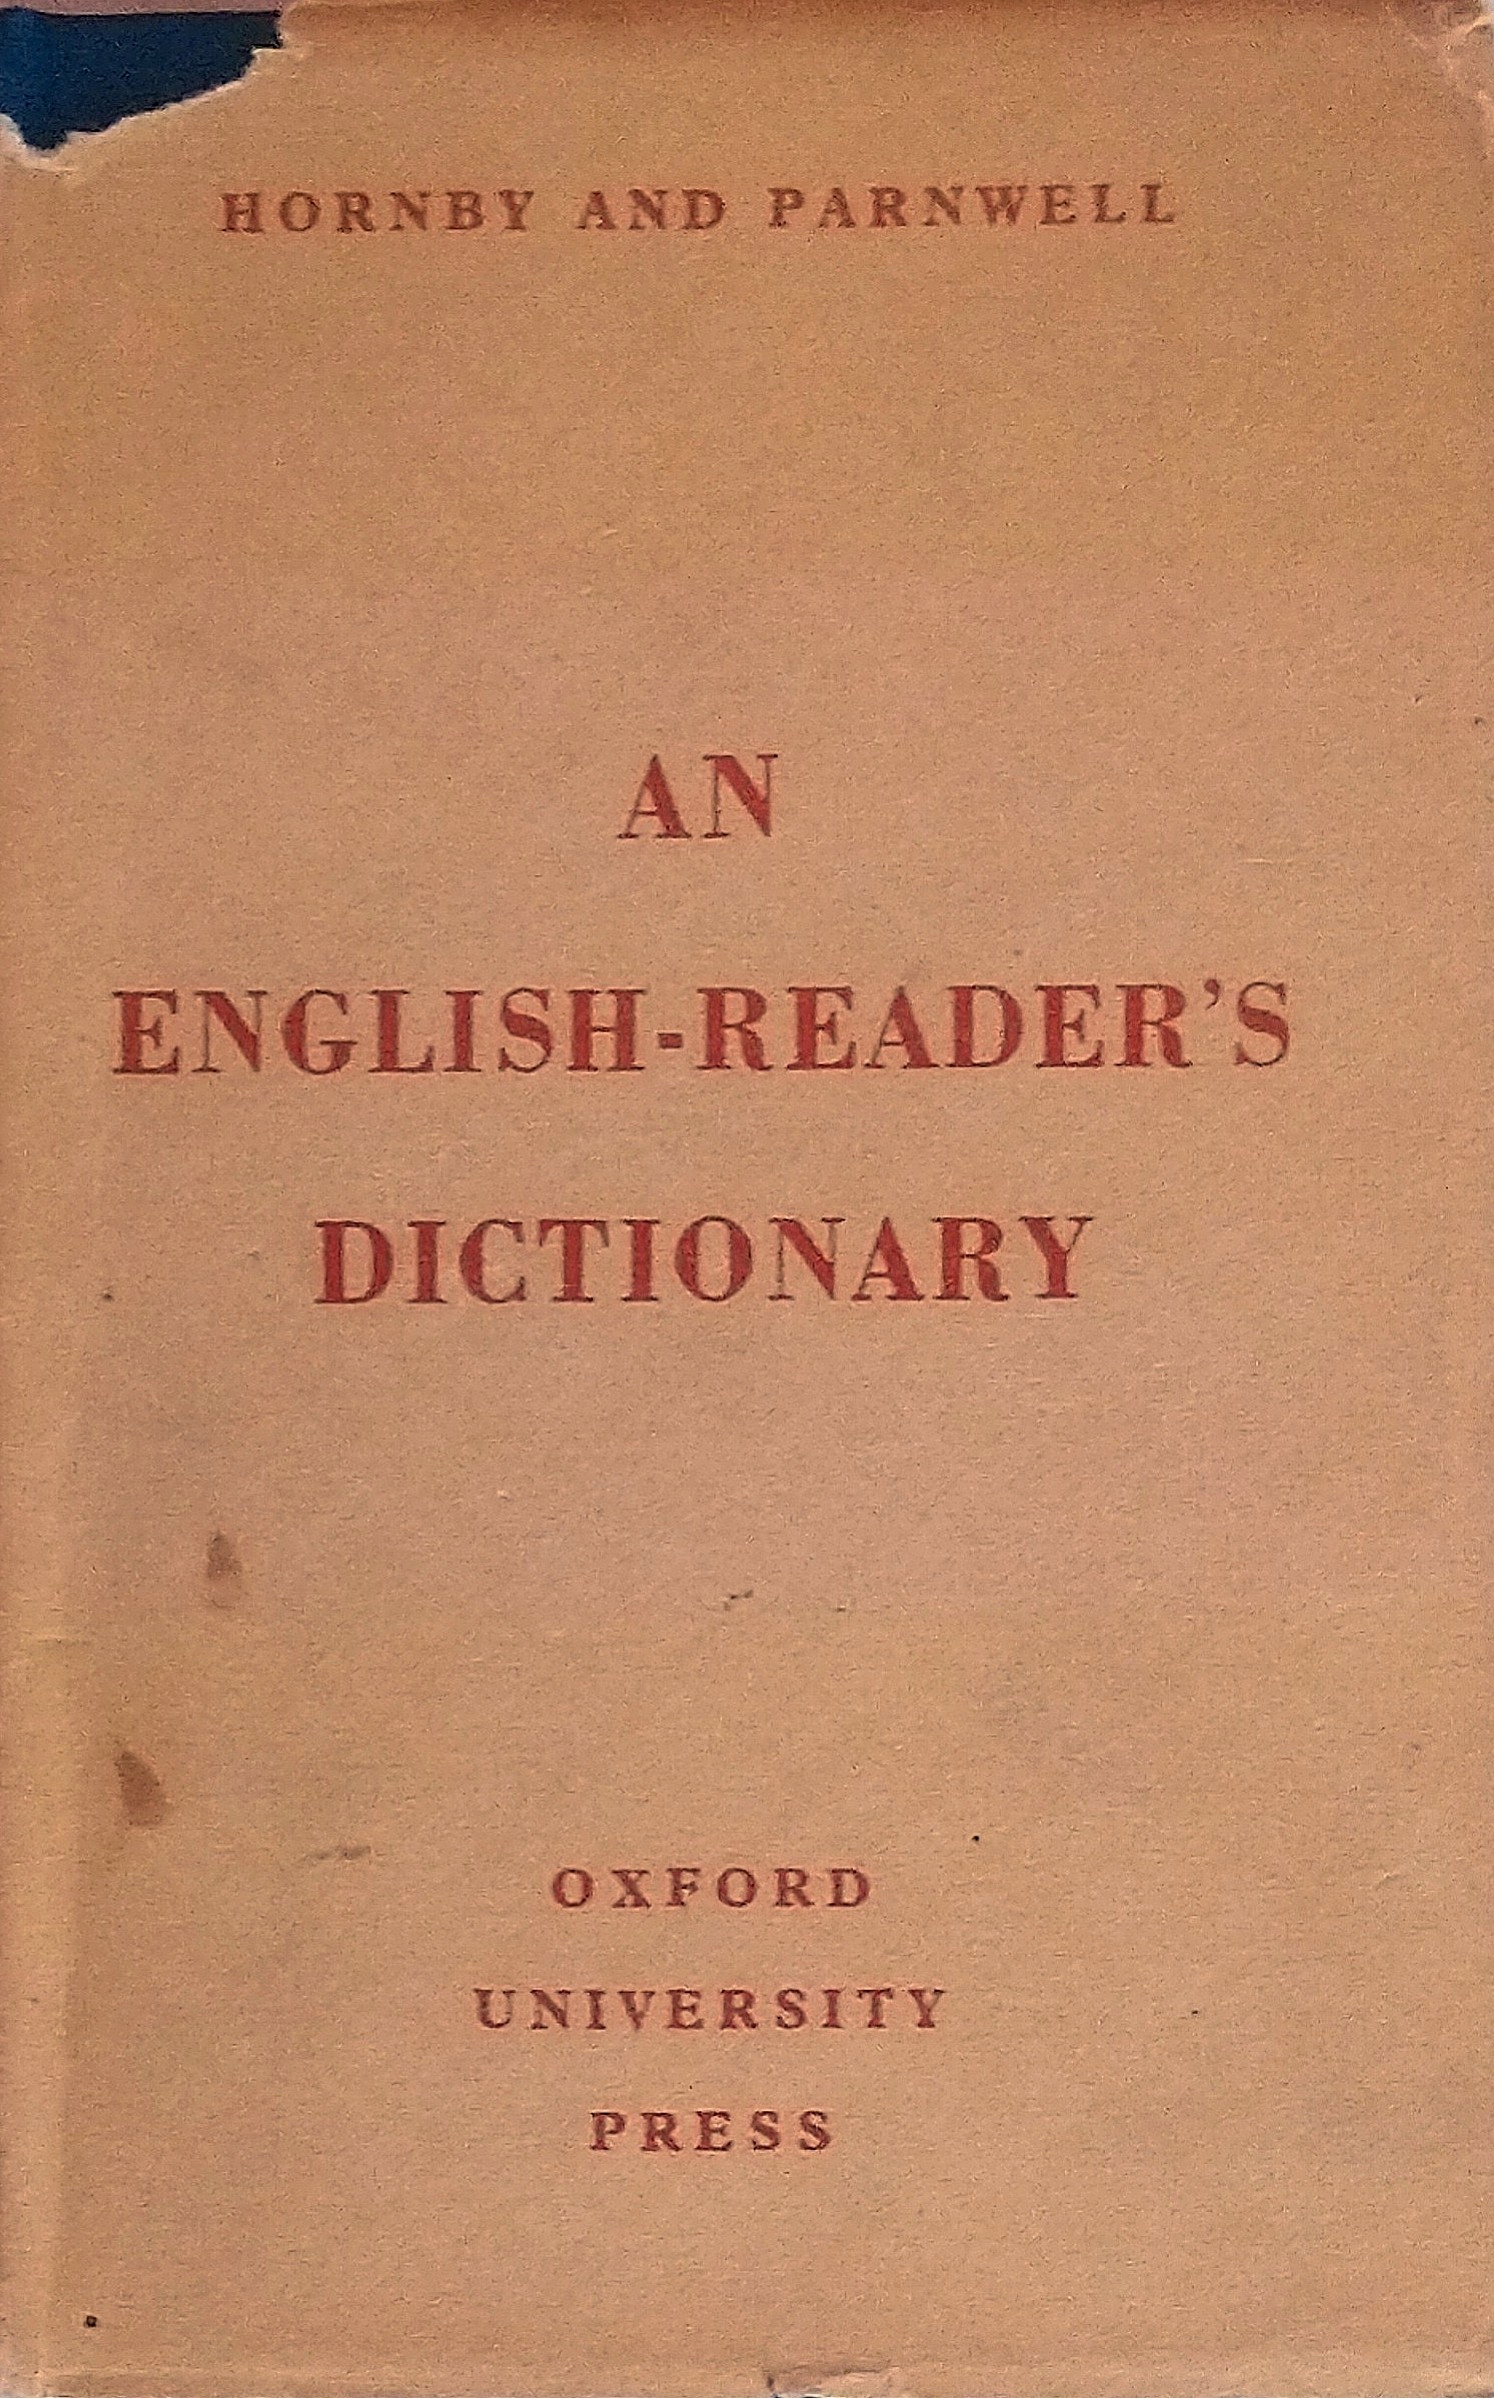 HORNBY AND PARNWELL
AN
ENGLISH-READER'S
DICTIONARY
OXFORD
UNIVERSITY
PRESS